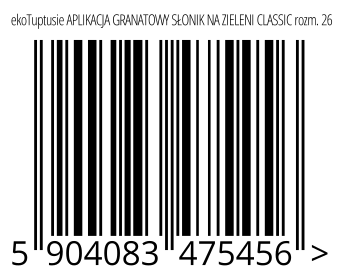 ekoTuptusie APLIKACJA GRANATOWY SŁONIK NA ZIELENI CLASSIC rozm. 26
5 904083 475456 >